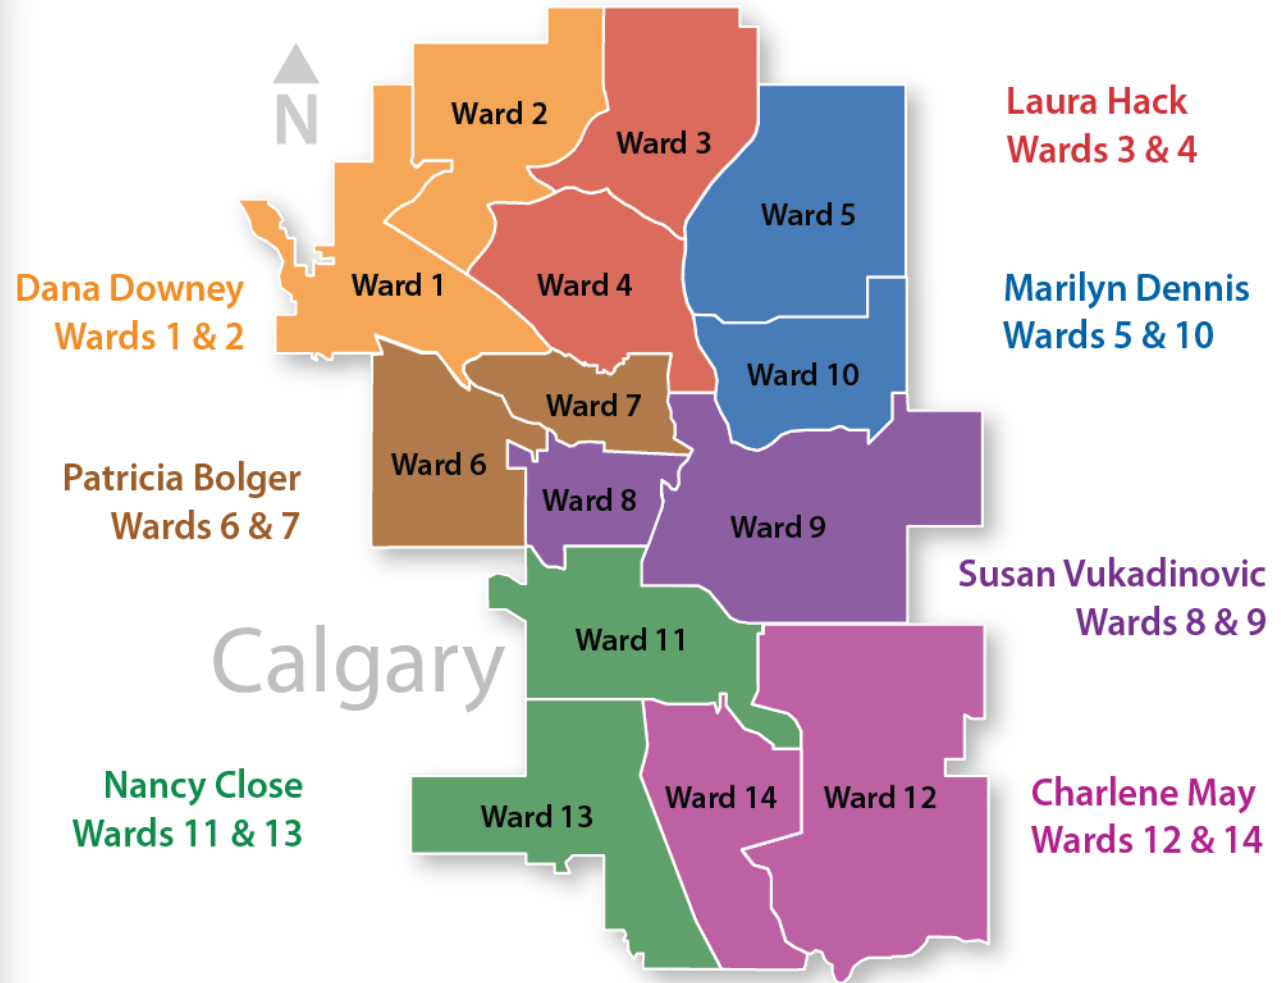 N
Ward 2
Ward 3
Laura Hack
Wards 3 & 4
Ward 5
Ward 1
Ward 4
Dana Downey
Wards 1 & 2
Marilyn Dennis
Wards 5 & 10
Ward 10
Ward 7
Ward 6
Patricia Bolger
Wards 6 & 7
Ward 8
Ward 9
Susan Vukadinovic
Wards 8 & 9
Ward 11
Calgary
Nancy Close
Wards 11 & 13
Ward 13
Ward 14
Ward 12
Charlene May
Wards 12 & 14